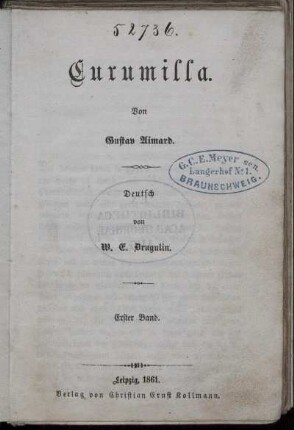 52736.
Curumilla.
Von
Gustav Aimard.
G.C.E. Meyer sen.
Langerhof No 1.
BRAUNSCHWEIG.
Deutsch
von
W. E. Drugulin.
Erster Band.
Leipzig, 1861.
Verlag von Christian Ernst Kollmann.